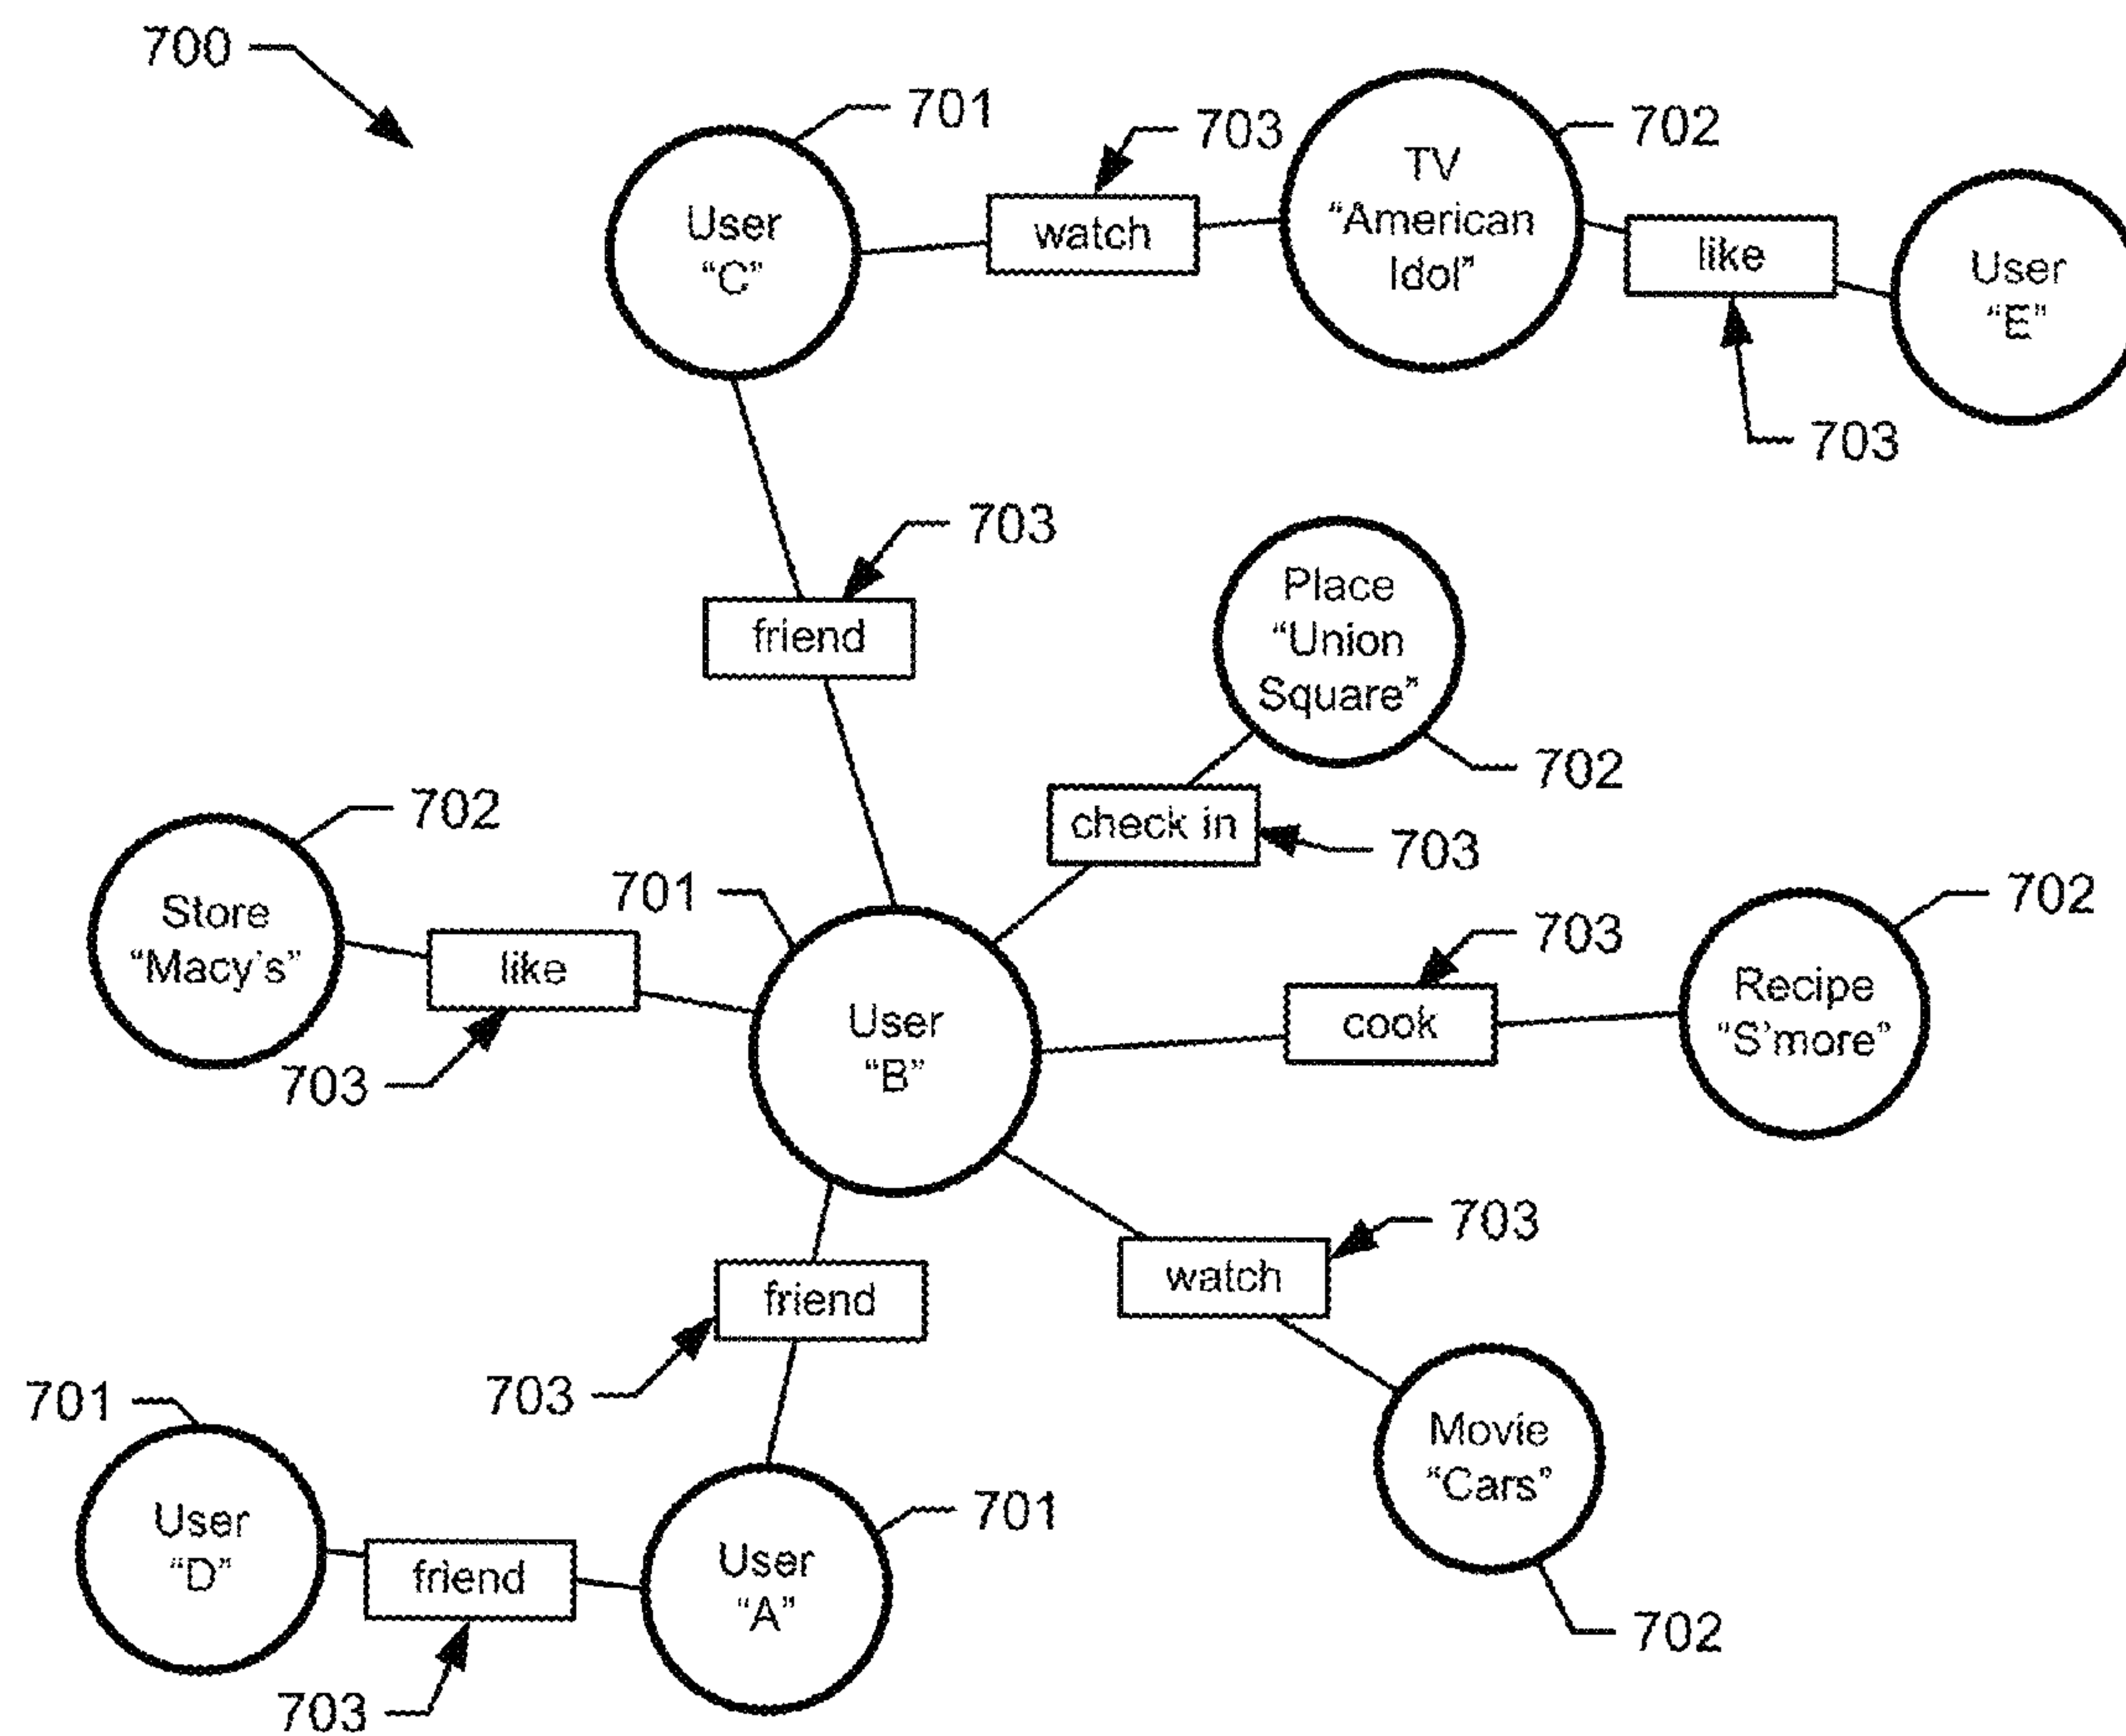 700
701
703
702
User
“C”
watch
TV
“American
Idol”
like
User
“E”
703
703
friend
Place
“Union
Square”
702
check in
703
702
Store
“Macy’s”
like
703
701
User
“B”
703
cook
702
Recipe
“S’more”
703
watch
friend
703
Movie
“Cars”
702
701
User
“D”
friend
703
701
User
“A”